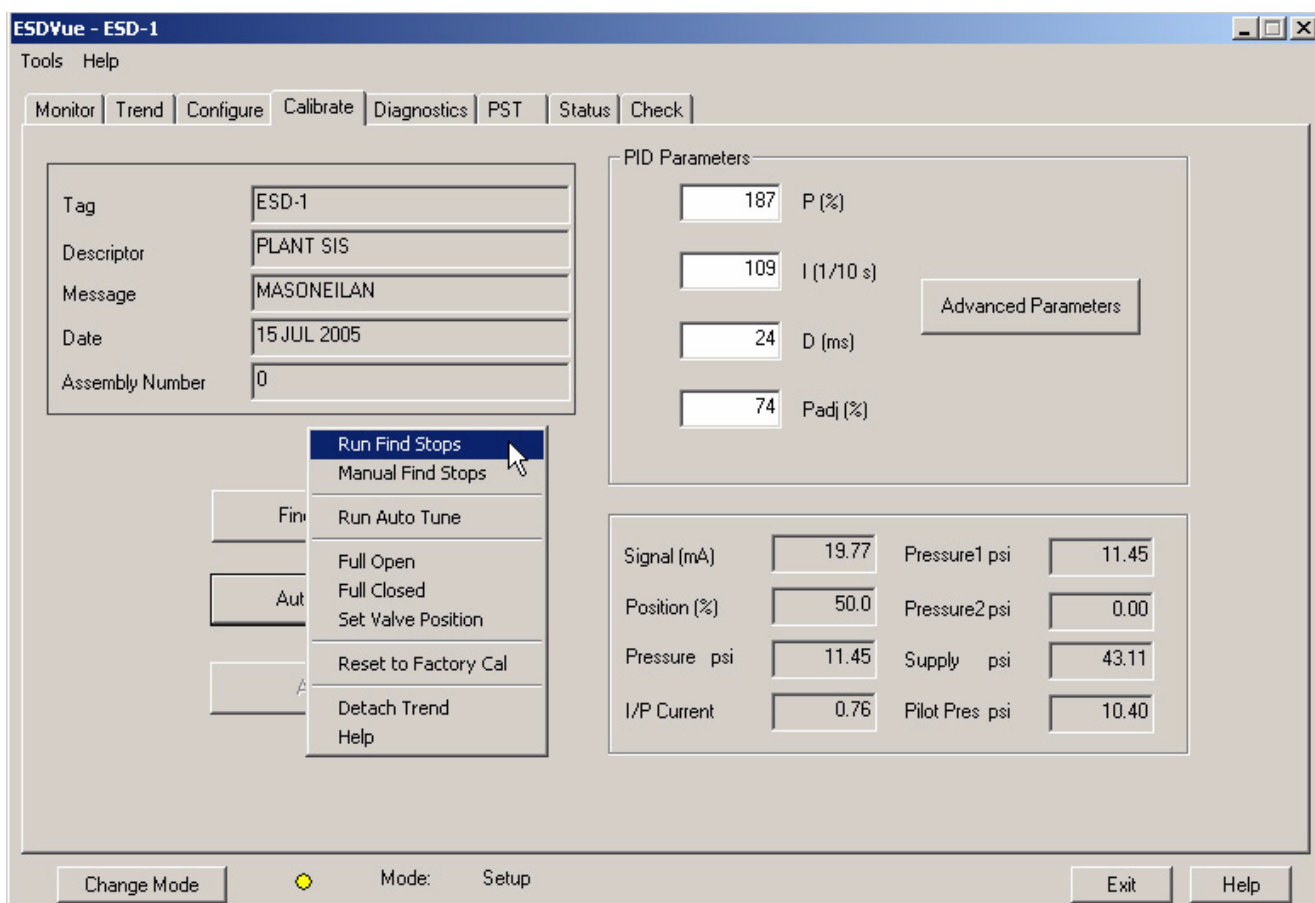 ESDVue - ESD-1
Tools Help
Monitor Trend Configure Calibrate Diagnostics PST Status Check
Tag ESD-1
Descriptor PLANT SIS
Message MASONEILAN
Date 15 JUL 2005
Assembly Number 0
PID Parameters
187 P (%)
109 I (1/10 s)
24 D (ms)
74 Padj (%)
Advanced Parameters
Run Find Stops
Manual Find Stops
Run Auto Tune
Full Open
Full Closed
Set Valve Position
Reset to Factory Cal
Detach Trend
Help
Signal (mA) 19.77 Pressure1 psi 11.45
Position (%) 50.0 Pressure2 psi 0.00
Pressure psi 11.45 Supply psi 43.11
I/P Current 0.76 Pilot Pres psi 10.40
Change Mode Mode: Setup Exit Help